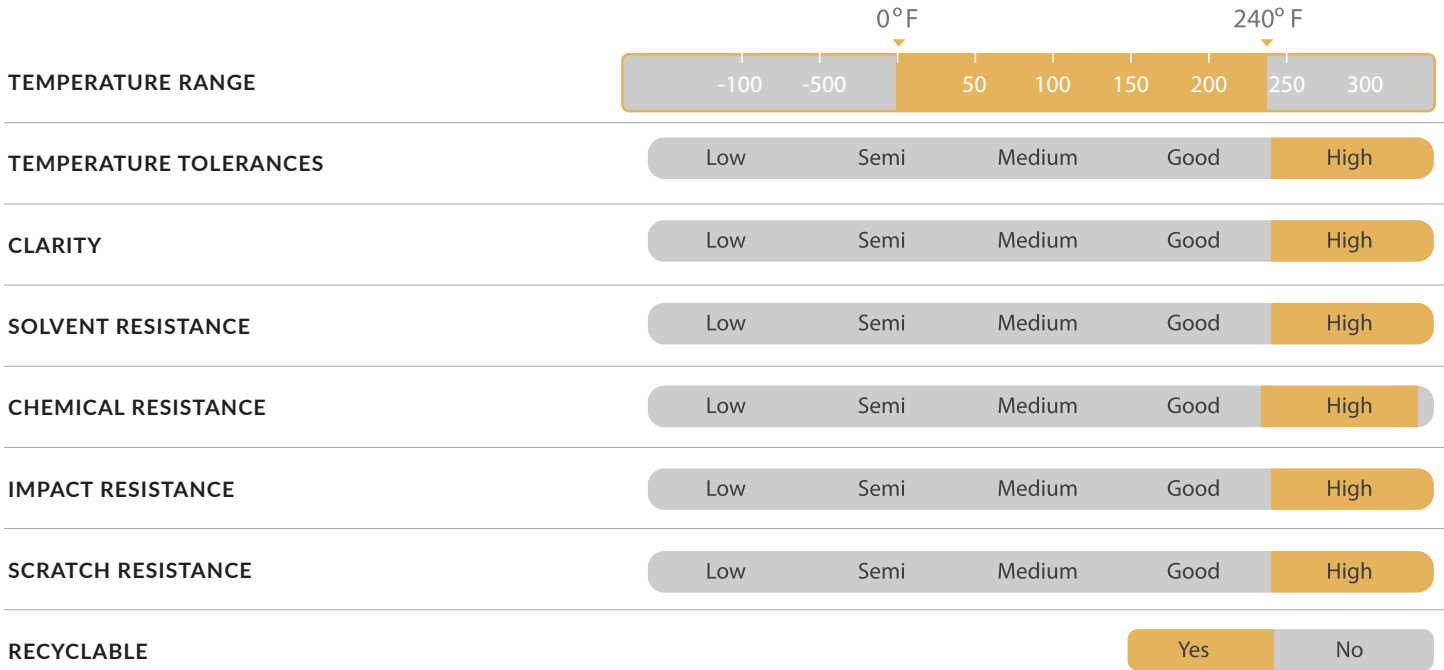 0°F 240° F
TEMPERATURE RANGE -100 -500 50 100 150 200 250 300
TEMPERATURE TOLERANCES Low Semi Medium Good High
CLARITY Low Semi Medium Good High
SOLVENT RESISTANCE Low Semi Medium Good High
CHEMICAL RESISTANCE Low Semi Medium Good High
IMPACT RESISTANCE Low Semi Medium Good High
SCRATCH RESISTANCE Low Semi Medium Good High
RECYCLABLE Yes No